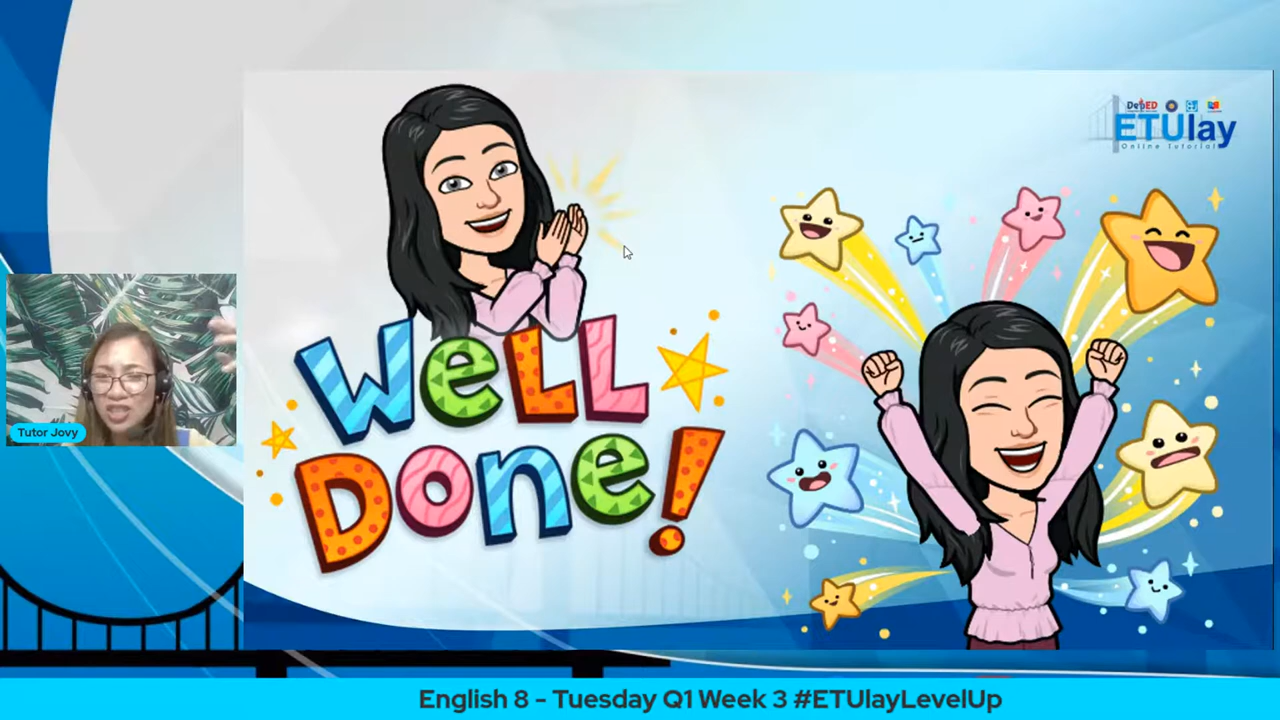 DepED
ETUlay
Online Tutorial
WeLL
Done!
Tutor Jovy
English 8 - Tuesday Q1 Week 3 #ETUlayLevelUp